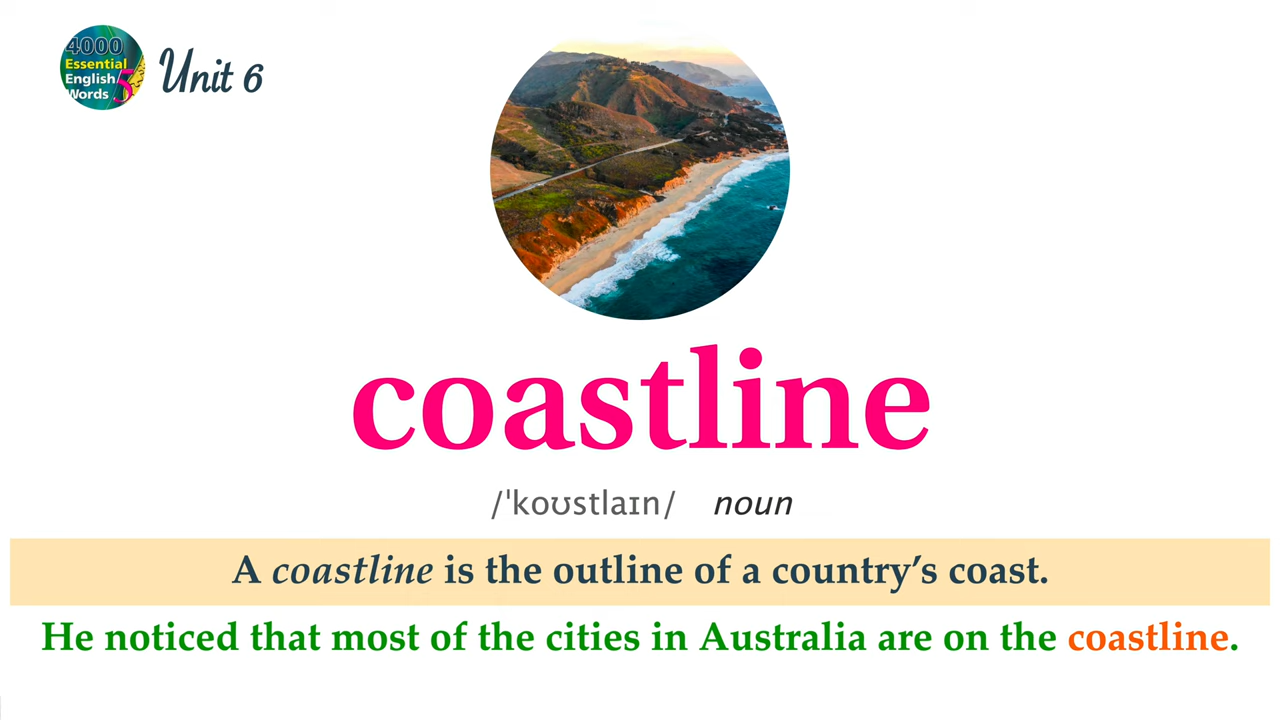 4000
Essential
English
Words 5
Unit 6
coastline
/ˈkoʊstlaɪn/ noun
A coastline is the outline of a country’s coast.
He noticed that most of the cities in Australia are on the coastline.